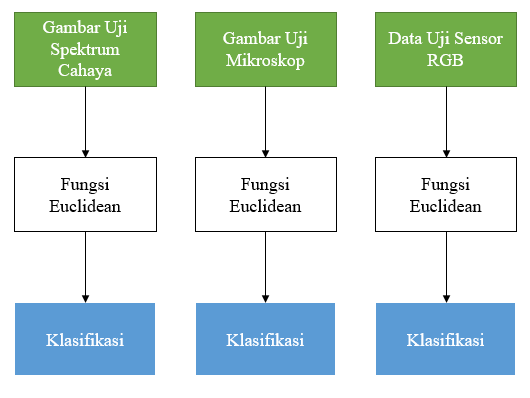 Gambar Uji
Spektrum
Cahaya
Gambar Uji
Mikroskop
Data Uji Sensor
RGB
Fungsi
Euclidean
Fungsi
Euclidean
Fungsi
Euclidean
Klasifikasi
Klasifikasi
Klasifikasi